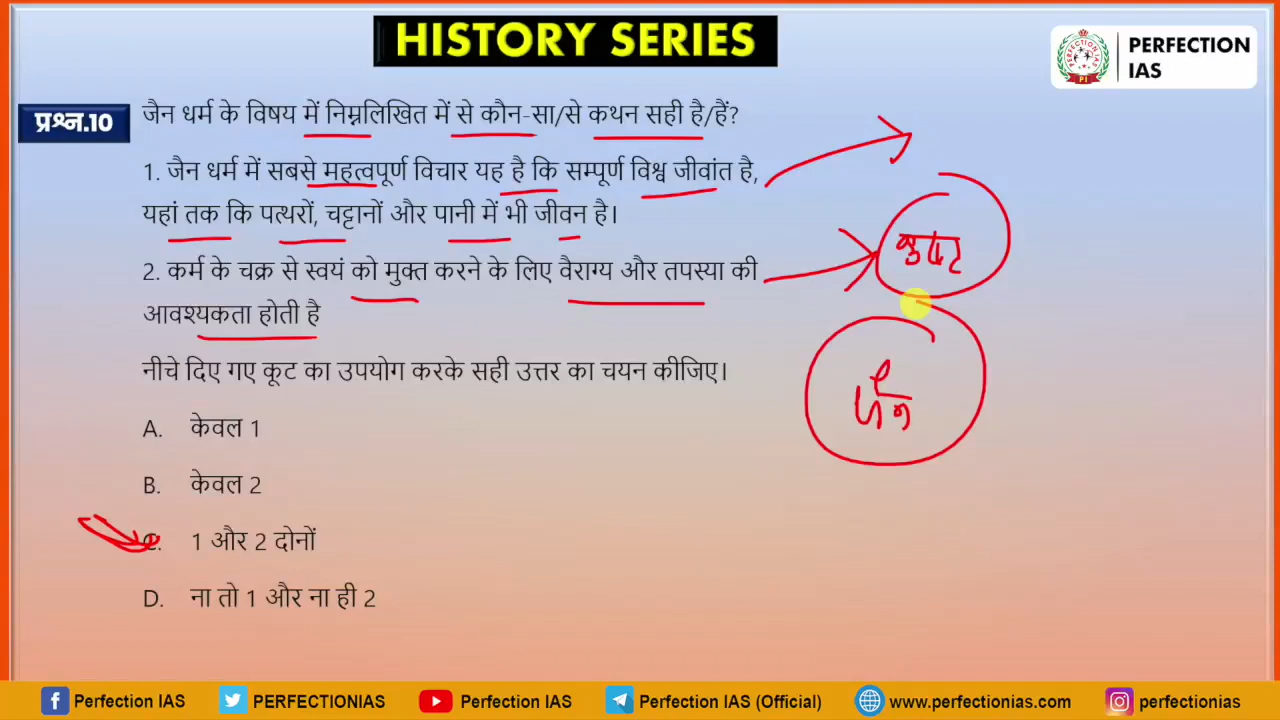 HISTORY SERIES
PERFECTION
IAS
PERFECTION IAS
PI
प्रश्न.10
जैन धर्म के विषय में निम्नलिखित में से कौन-सा/से कथन सही है/हैं?
1. जैन धर्म में सबसे महत्वपूर्ण विचार यह है कि सम्पूर्ण विश्व जीवांत है,
यहां तक कि पत्थरों, चट्टानों और पानी में भी जीवन है।
2. कर्म के चक्र से स्वयं को मुक्त करने के लिए वैराग्य और तपस्या की
आवश्यकता होती है
नीचे दिए गए कूट का उपयोग करके सही उत्तर का चयन कीजिए।
A. केवल 1
B. केवल 2
C. 1 और 2 दोनों
D. ना तो 1 और ना ही 2
Perfection IAS
PERFECTIONIAS
Perfection IAS
Perfection IAS (Official)
www.perfectionias.com
perfectionias